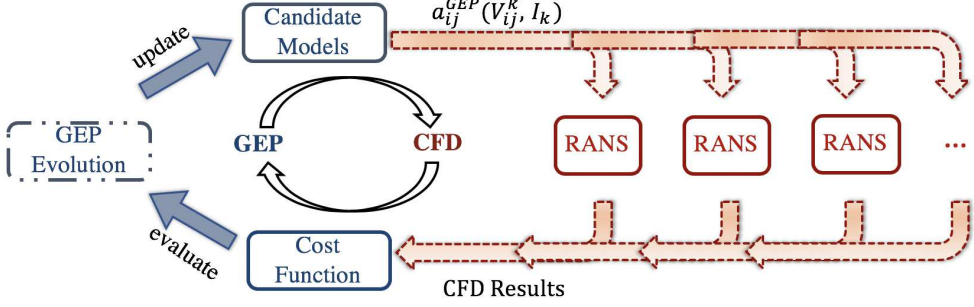 Candidate
Models
a_{ij}^{GEP}(V_{ij}^{k}, I_k)
update
GEP
Evolution
GEP
CFD
RANS
RANS
RANS
...
evaluate
Cost
Function
CFD Results